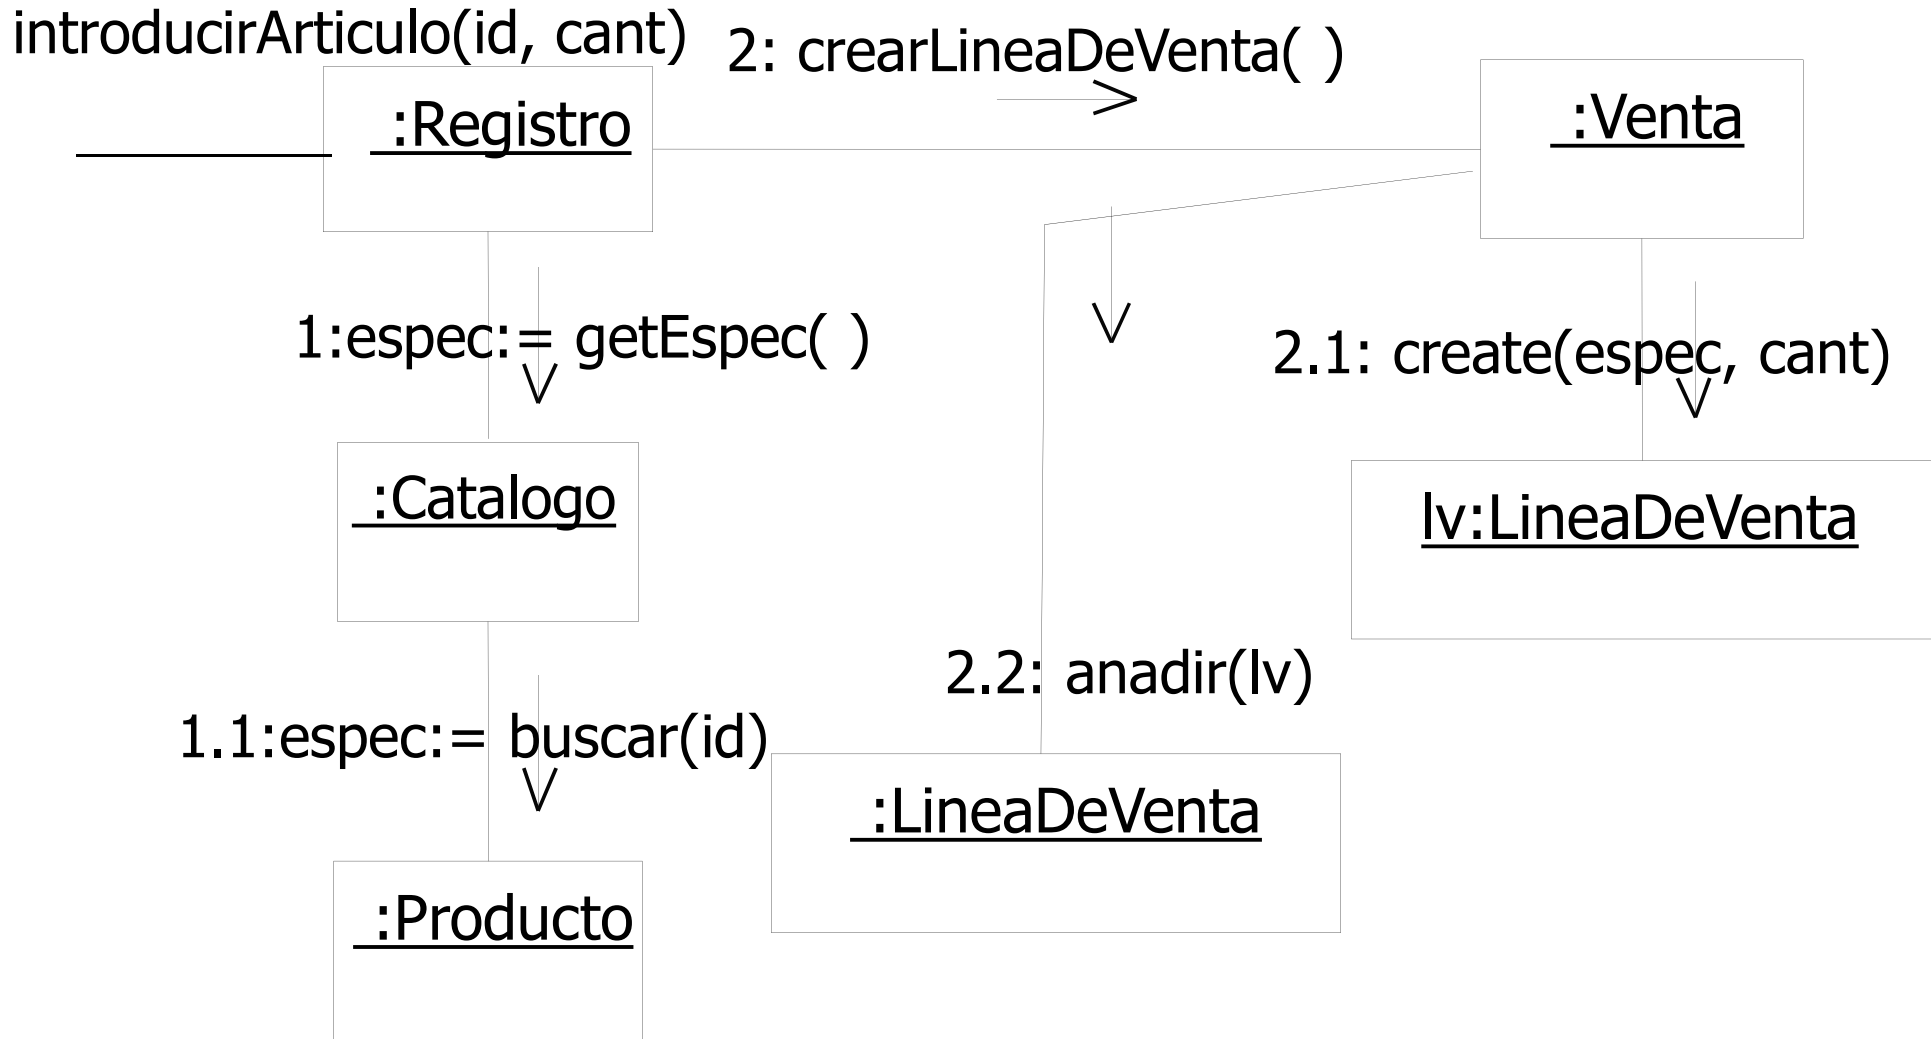 introducirArticulo(id, cant)
2: crearLineaDeVenta( )
:Registro
:Venta
1:espec:= getEspec( )
2.1: create(espec, cant)
:Catalogo
lv:LineaDeVenta
2.2: anadir(lv)
1.1:espec:= buscar(id)
:LineaDeVenta
:Producto